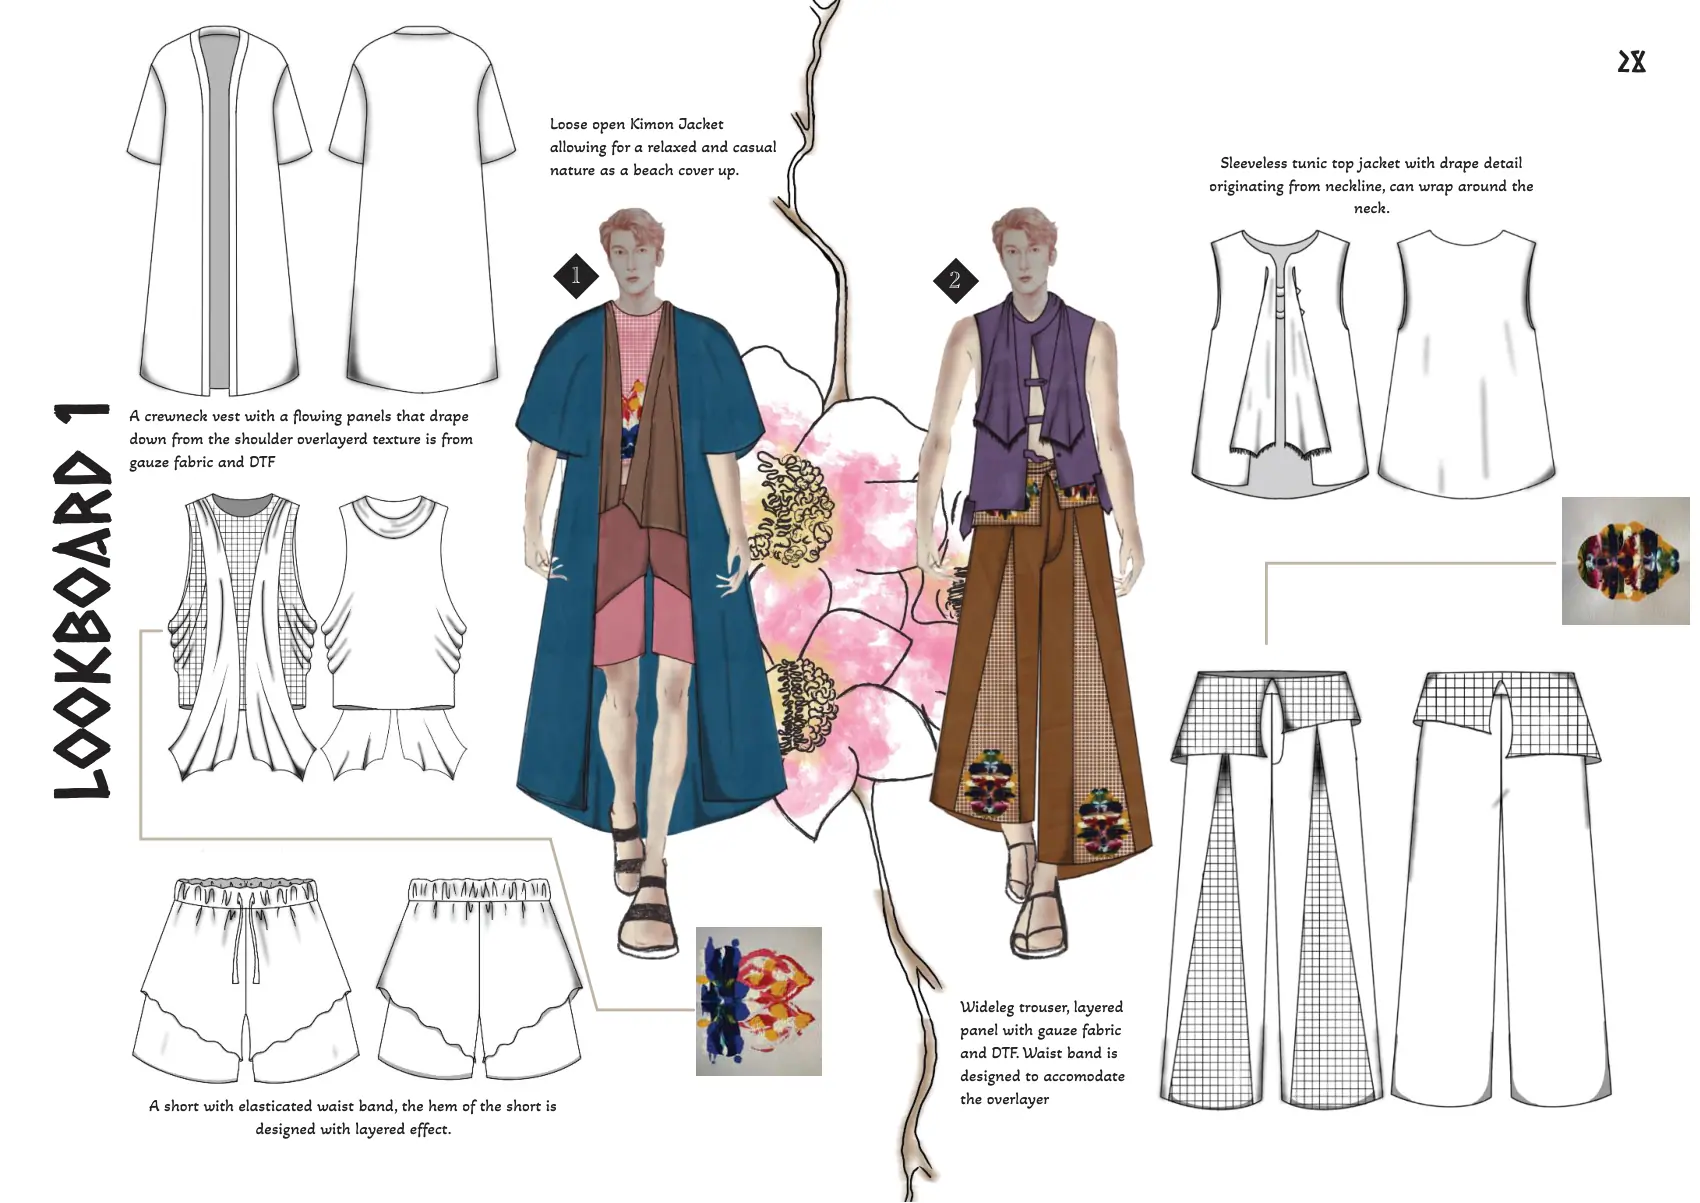 28
Loose open Kimon Jacket
allowing for a relaxed and casual
nature as a beach cover up.
Sleeveless tunic top jacket with drape detail
originating from neckline, can wrap around the
neck.
1
2
LOOKBOARD 1
A crewneck vest with a flowing panels that drape
down from the shoulder overlayerd texture is from
gauze fabric and DTF
Wideleg trouser, layered
panel with gauze fabric
and DTF. Waist band is
designed to accomodate
the overlayer
A short with elasticated waist band, the hem of the short is
designed with layered effect.